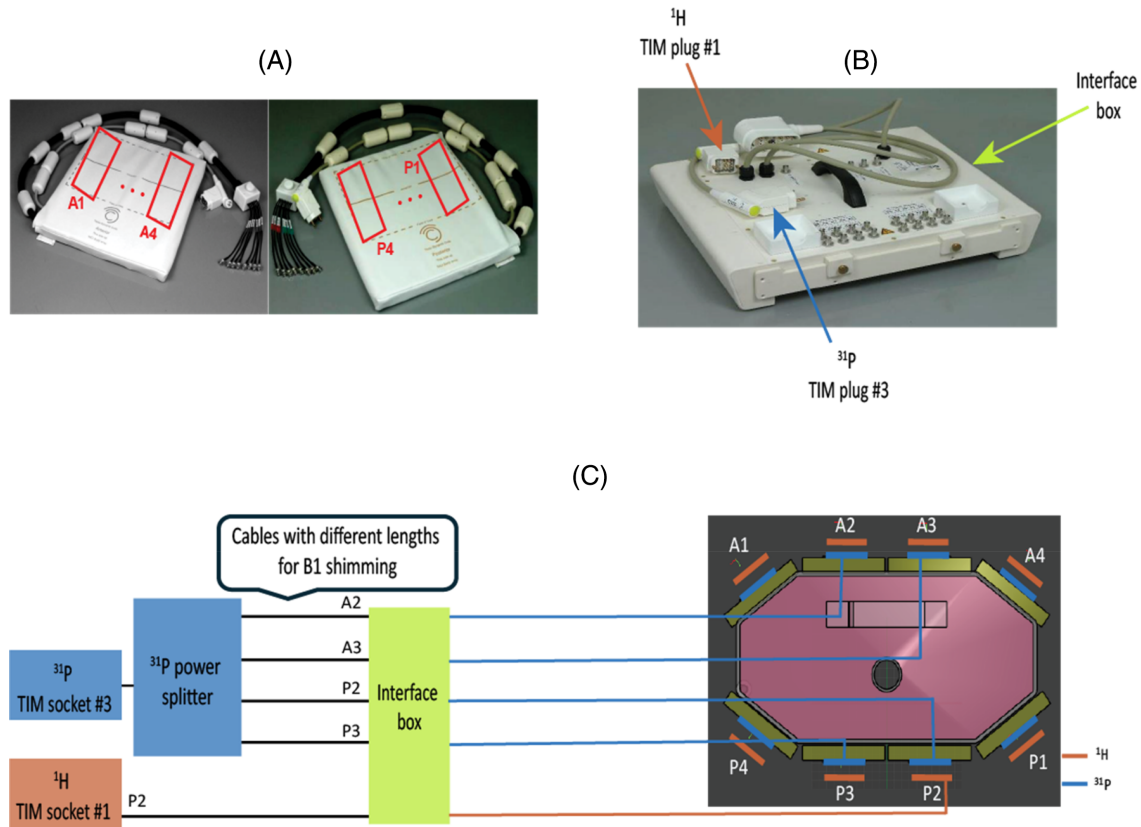 (A)
A1
A4
P1
P4
(B)
¹H
TIM plug #1
Interface
box
³¹P
TIM plug #3
(C)
Cables with different lengths
for B1 shimming
³¹P
TIM socket #3
³¹P power
splitter
A2
A3
P2
P3
Interface
box
¹H
TIM socket #1
P2
A1
A2
A3
A4
P4
P3
P2
P1
¹H
³¹P